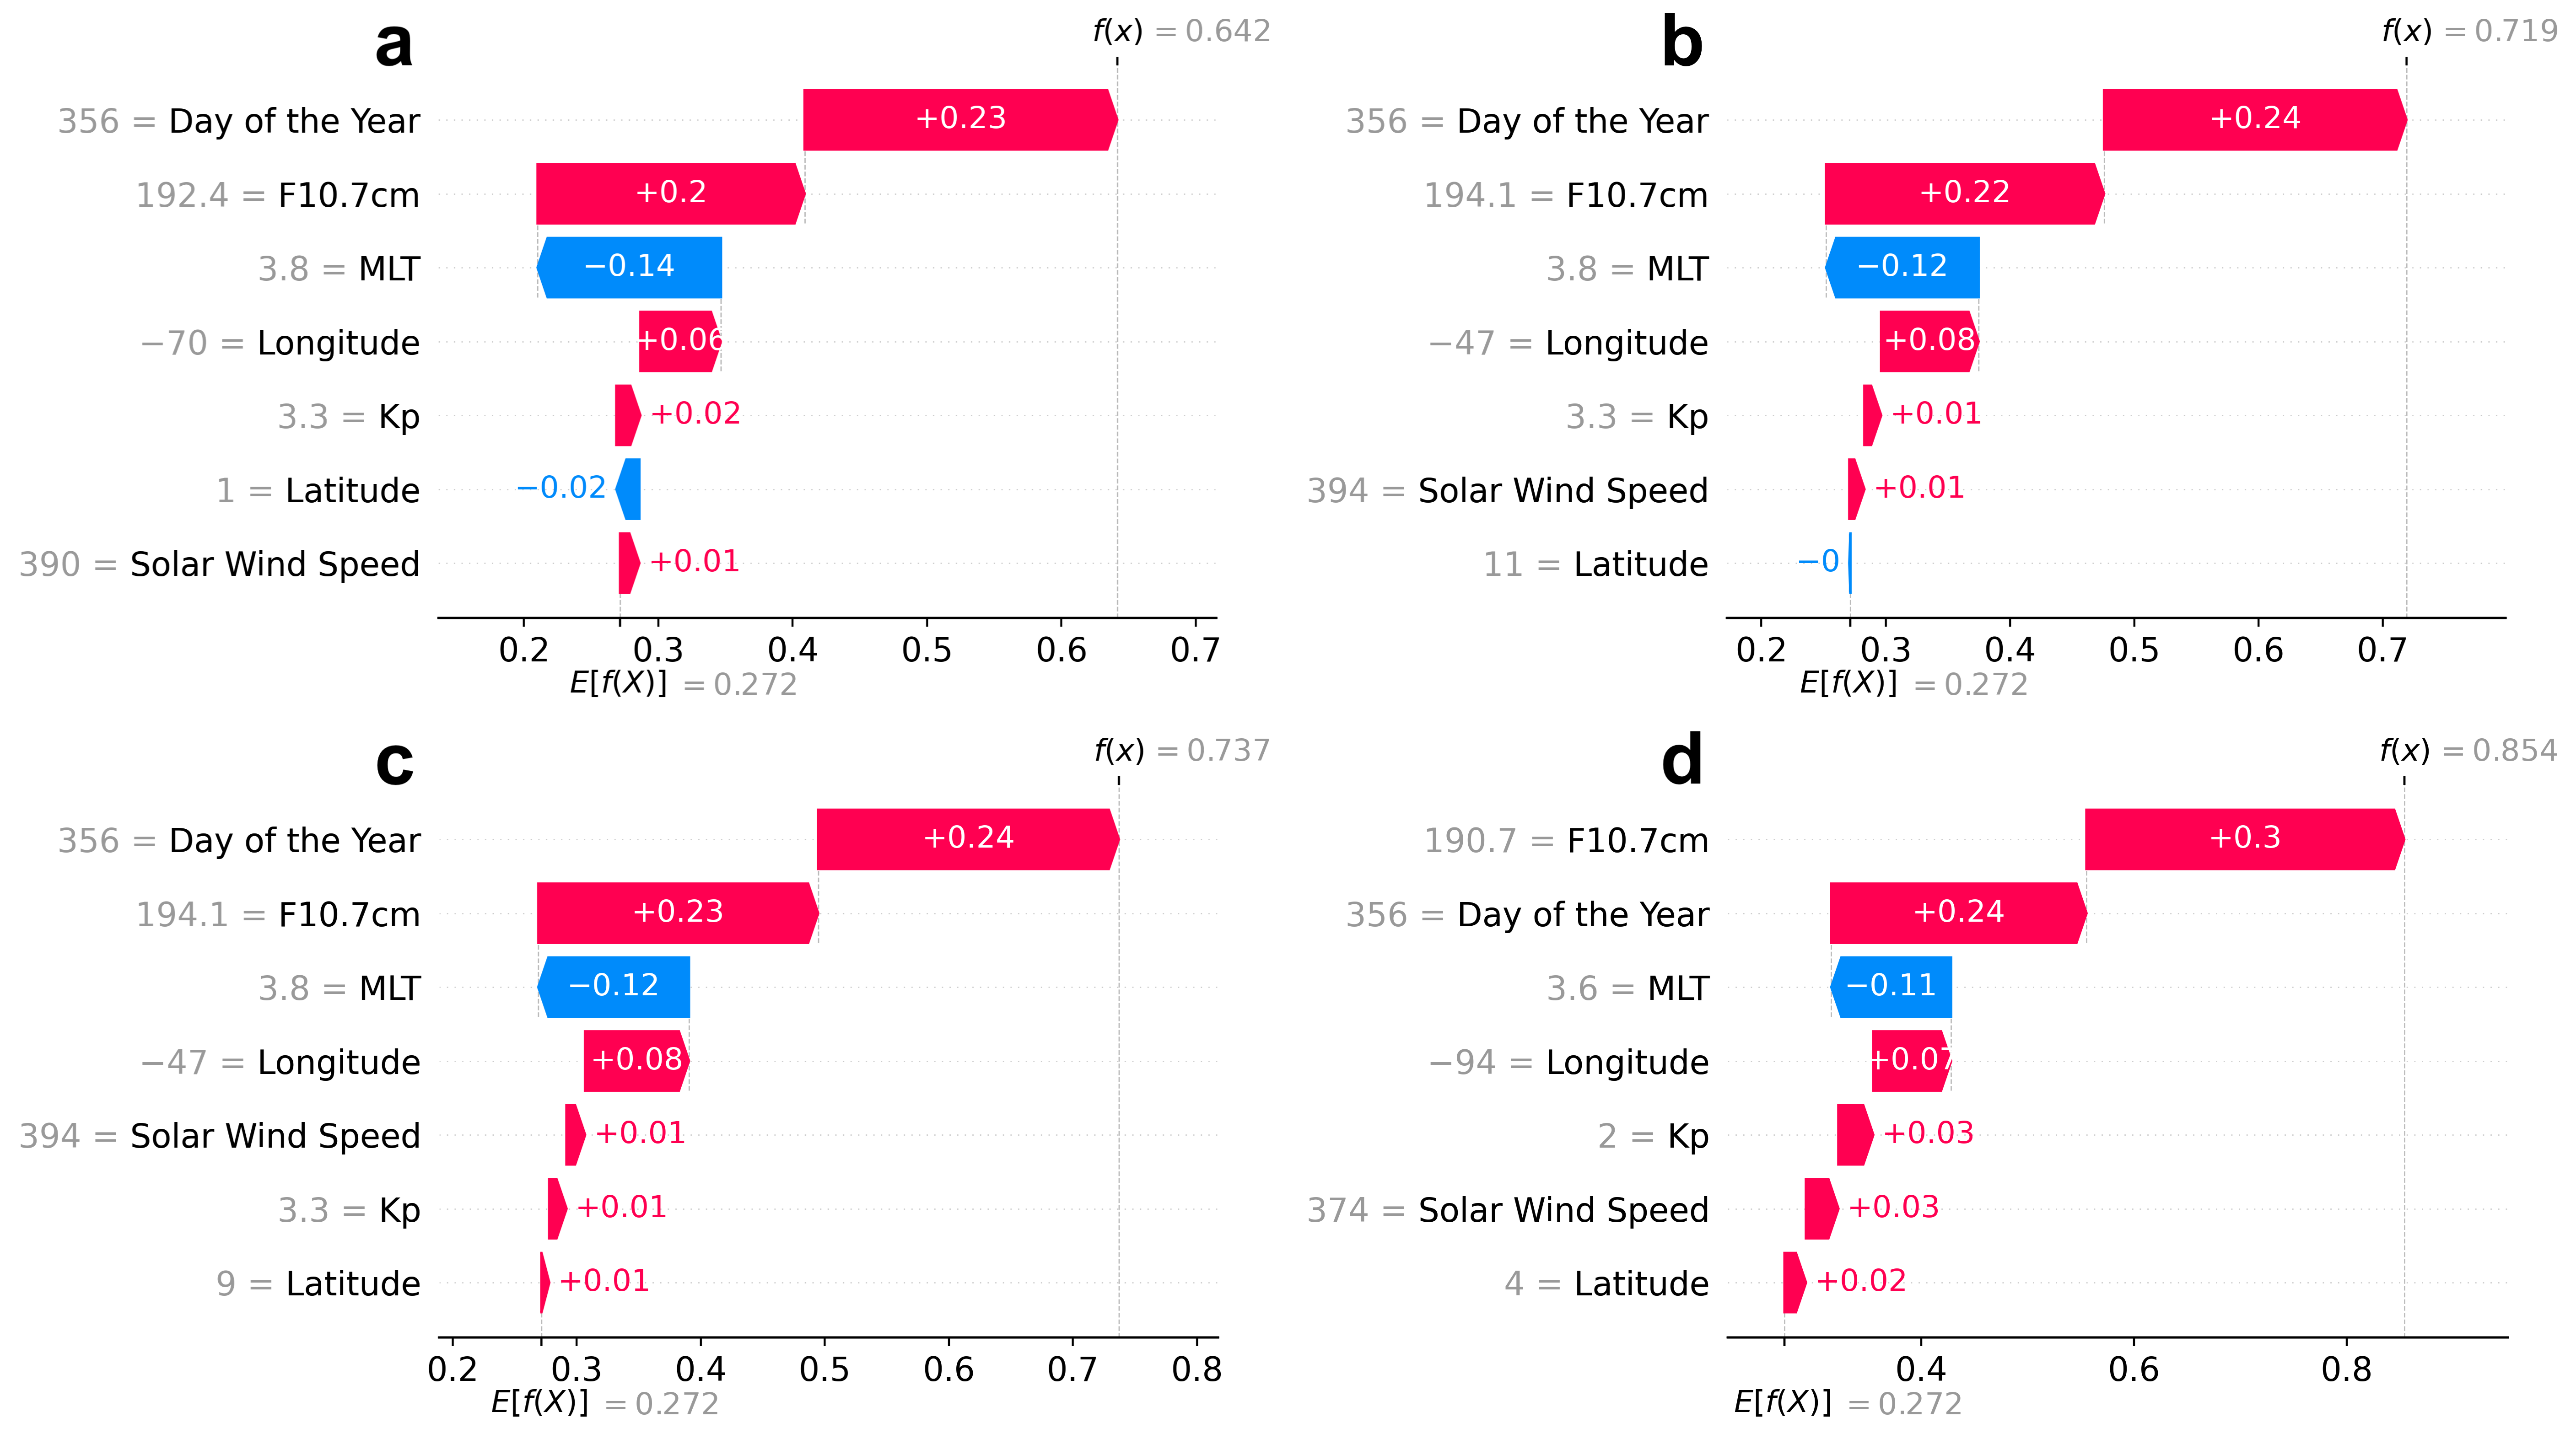 a
f(x) = 0.642
356 = Day of the Year
+0.23
192.4 = F10.7cm
+0.2
3.8 = MLT
−0.14
−70 = Longitude
+0.06
3.3 = Kp
+0.02
1 = Latitude
−0.02
390 = Solar Wind Speed
+0.01
0.2 0.3 0.4 0.5 0.6 0.7
E[f(X)] = 0.272
b
f(x) = 0.719
356 = Day of the Year
+0.24
194.1 = F10.7cm
+0.22
3.8 = MLT
−0.12
−47 = Longitude
+0.08
3.3 = Kp
+0.01
394 = Solar Wind Speed
+0.01
11 = Latitude
−0
0.2 0.3 0.4 0.5 0.6 0.7
E[f(X)] = 0.272
c
f(x) = 0.737
356 = Day of the Year
+0.24
194.1 = F10.7cm
+0.23
3.8 = MLT
−0.12
−47 = Longitude
+0.08
394 = Solar Wind Speed
+0.01
3.3 = Kp
+0.01
9 = Latitude
+0.01
0.2 0.3 0.4 0.5 0.6 0.7 0.8
E[f(X)] = 0.272
d
f(x) = 0.854
190.7 = F10.7cm
+0.3
356 = Day of the Year
+0.24
3.6 = MLT
−0.11
−94 = Longitude
+0.07
2 = Kp
+0.03
374 = Solar Wind Speed
+0.03
4 = Latitude
+0.02
0.4 0.6 0.8
E[f(X)] = 0.272